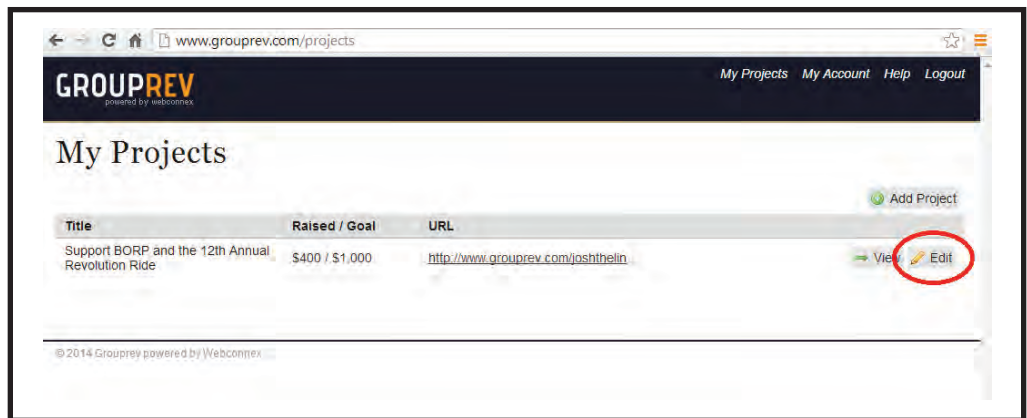 www.grouprev.com/projects
GROUPREV
powered by webconnex
My Projects My Account Help Logout
My Projects
Add Project
Title Raised / Goal URL
Support BORP and the 12th Annual
Revolution Ride
$400 / $1,000 http://www.grouprev.com/joshthelin View Edit
© 2014 Grouprev powered by Webconnex